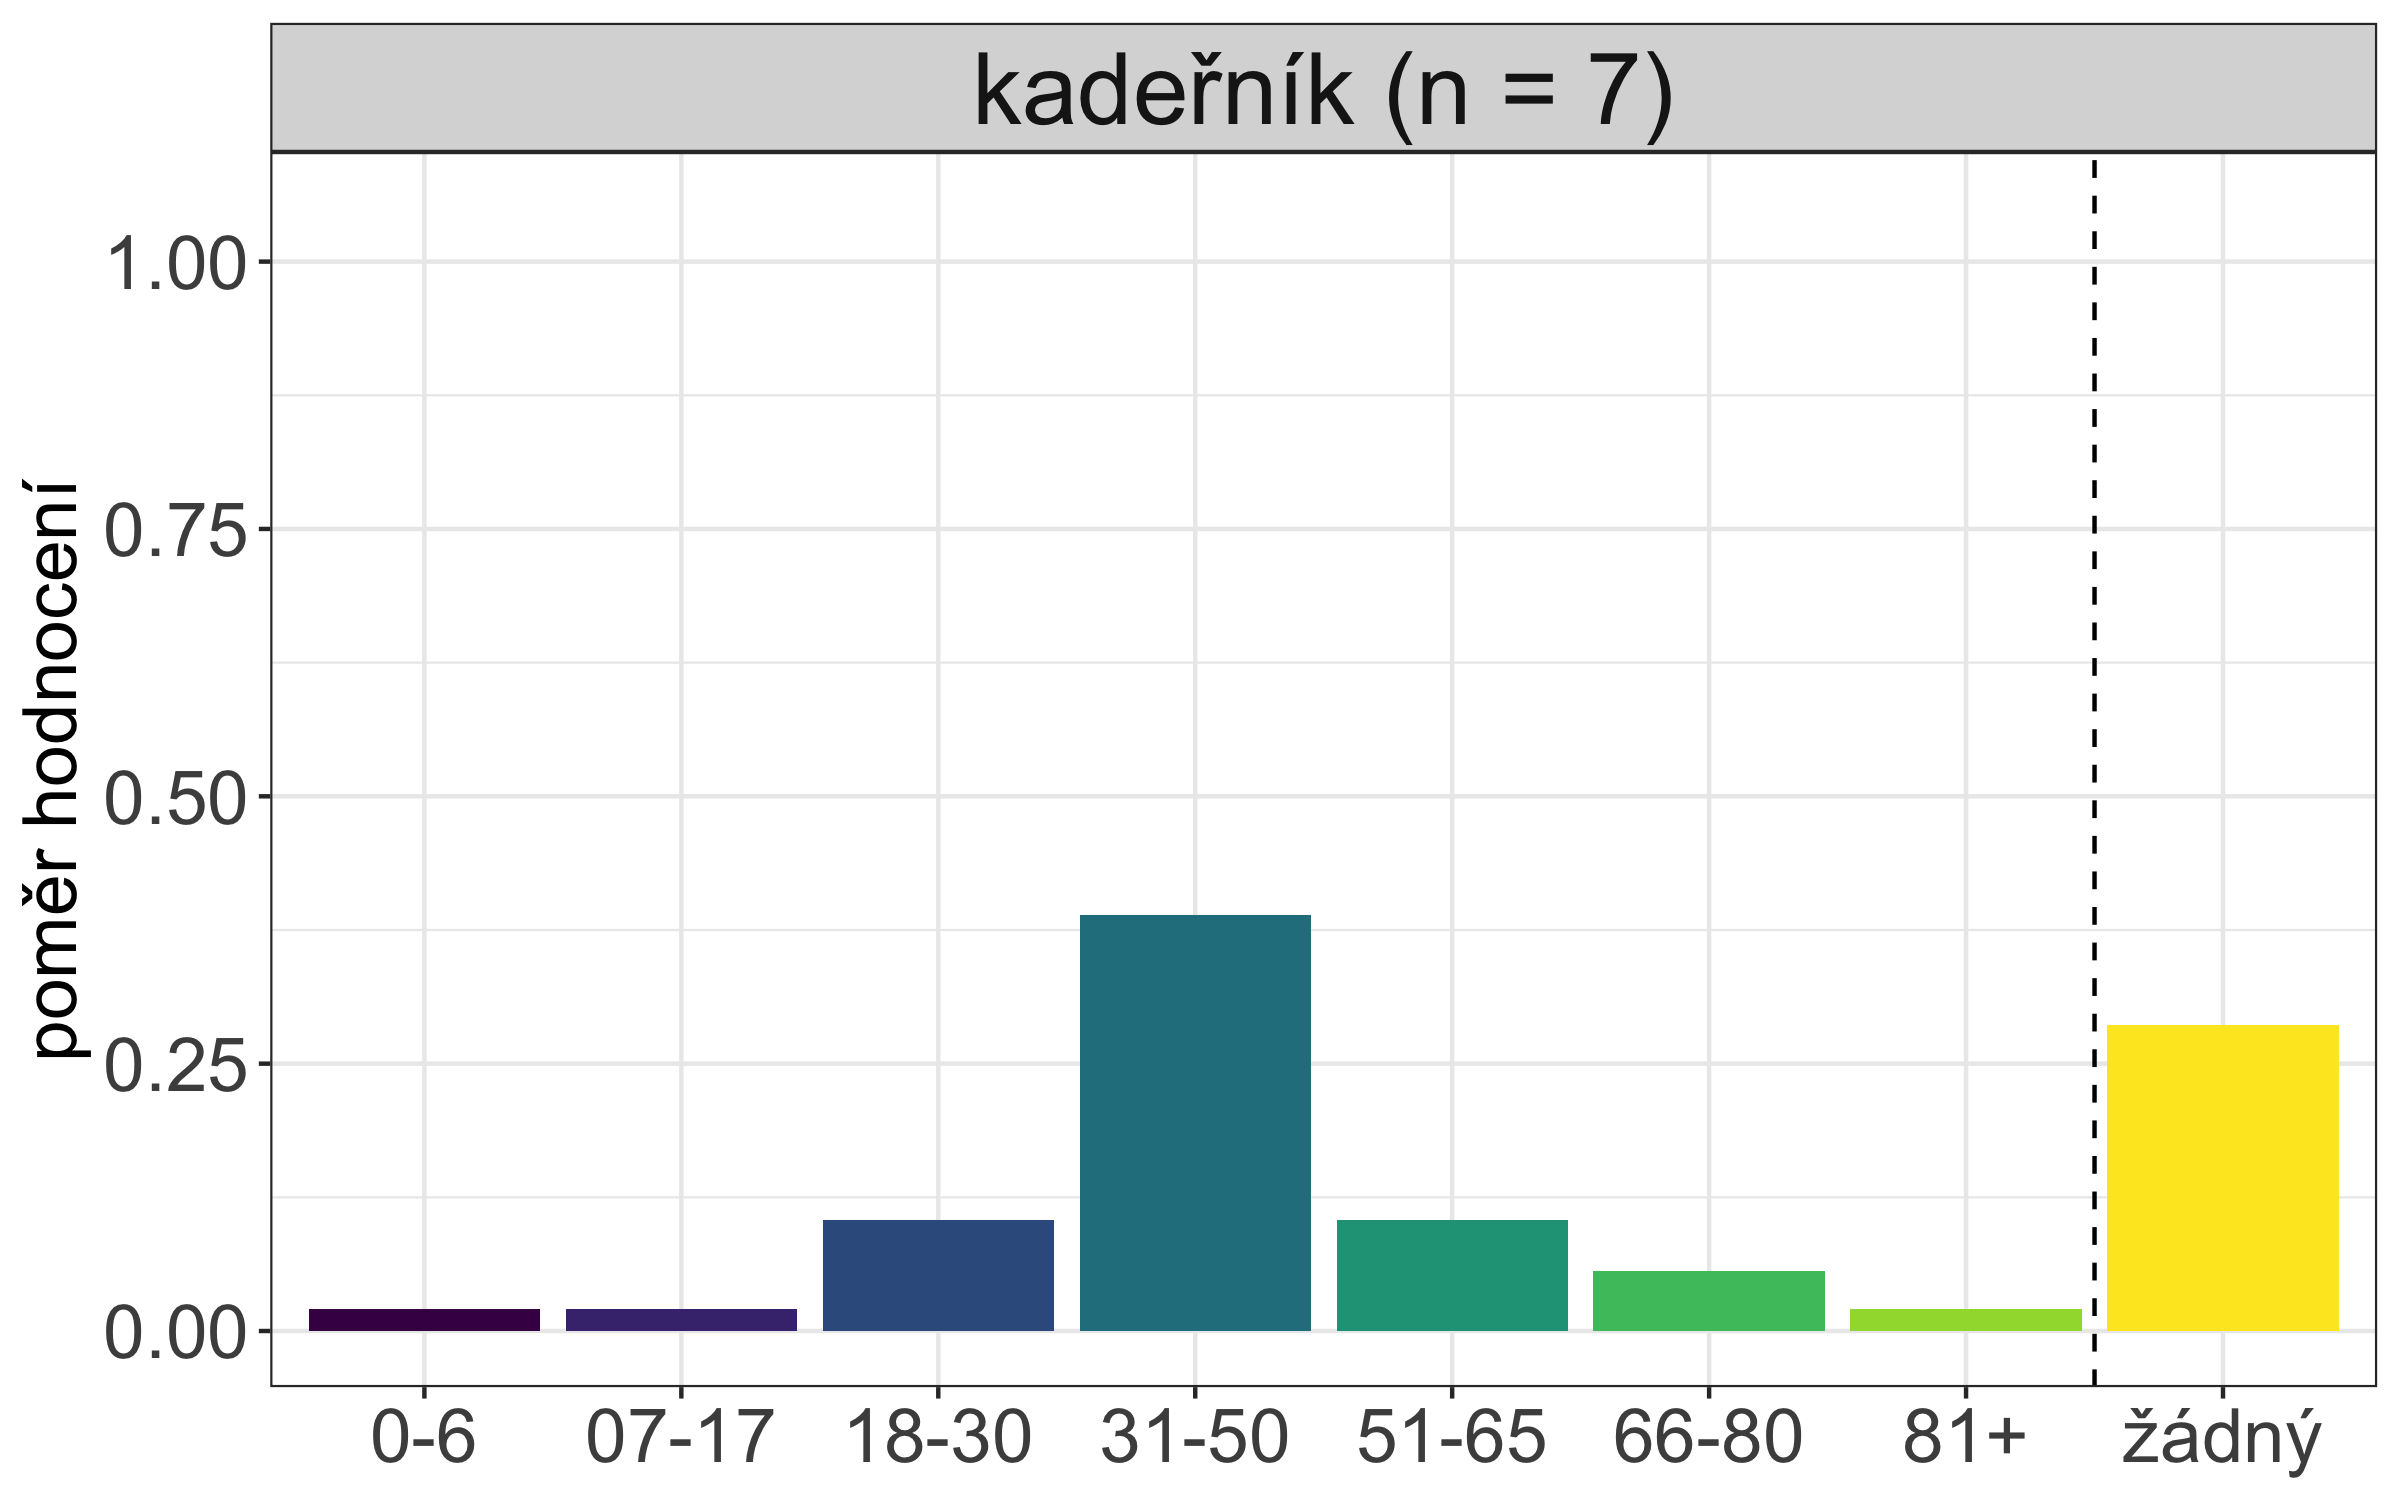 kadeřník (n = 7)
poměr hodnocení
1.00
0.75
0.50
0.25
0.00
0-6 07-17 18-30 31-50 51-65 66-80 81+ žádný